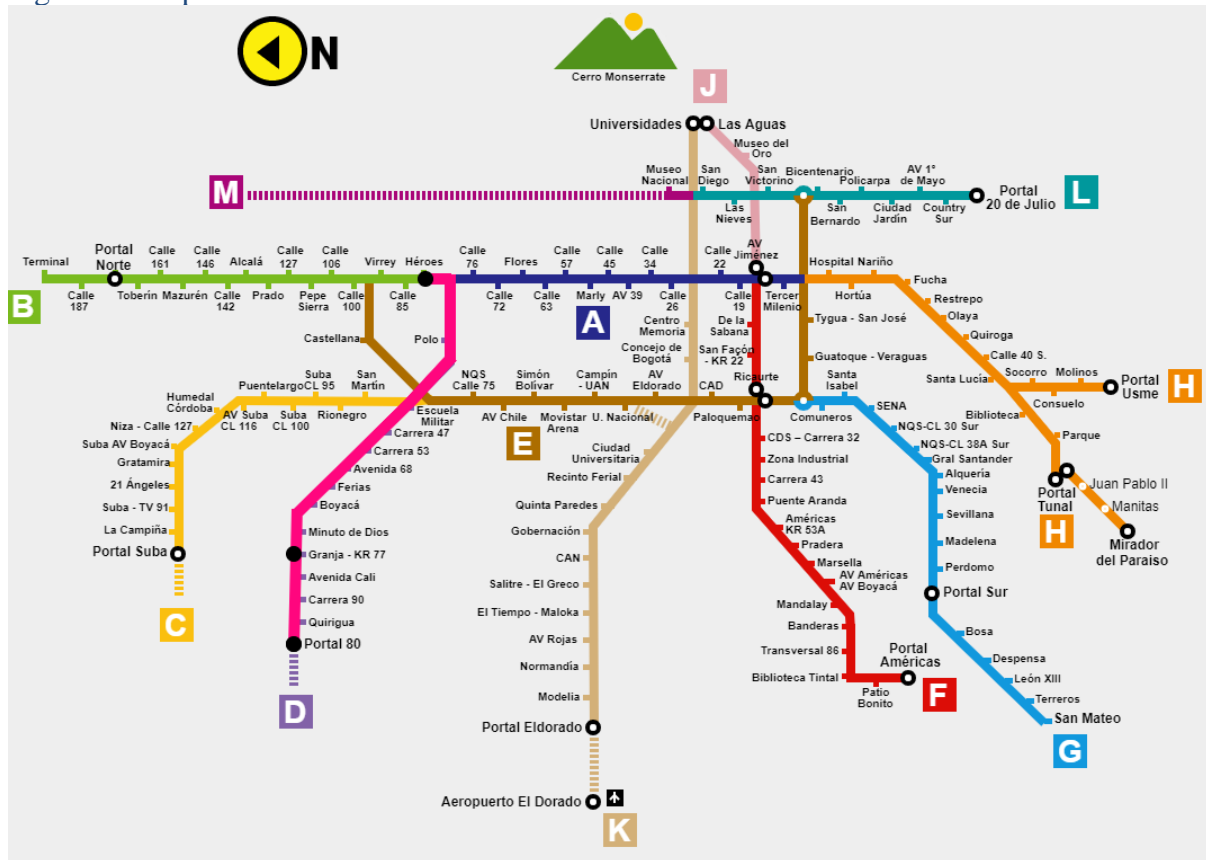 N
Cerro Monserrate
J
Universidades
Las Aguas
Museo del
Oro
M
Museo
Nacional
San
Diego
Las
Nieves
San
Victorino
Bicentenario
San
Bernardo
Policarpa
Ciudad
Jardín
AV 1°
de Mayo
Country
Sur
Portal
20 de Julio
L
Terminal
Calle
187
Portal
Norte
Toberín
Calle
161
Mazurén
Calle
146
Calle
142
Alcalá
Prado
Calle
127
Pepe
Sierra
Calle
106
Calle
100
Virrey
Calle
85
Héroes
B
Calle
76
Calle
72
Flores
Calle
63
Calle
57
Marly
Calle
45
AV 39
Calle
34
Calle
26
Calle
22
Calle
19
AV
Jiménez
Tercer
Milenio
A
Hospital
Nariño
Hortúa
Fucha
Restrepo
Olaya
Quiroga
Calle 40 S.
Santa Lucía
Socorro
Molinos
Consuelo
Portal
Usme
H
Biblioteca
Parque
Portal
Tunal
H
Juan Pablo II
Manitas
Mirador
del Paraiso
Castellana
Polo
Centro
Memoria
Concejo de
Bogotá
De la
Sabana
San Façón
- KR 22
Ricaurte
Tygua - San José
Guatoque - Veraguas
Humedal
Córdoba
Puentelargo
Suba
CL 95
San
Martín
Niza - Calle 127
AV Suba
CL 116
Suba
CL 100
Rionegro
Suba AV Boyacá
Gratamira
21 Ángeles
Suba - TV 91
La Campiña
Portal Suba
C
Escuela
Militar
Carrera 47
Carrera 53
Avenida 68
Ferias
Boyacá
Minuto de Dios
Granja - KR 77
Avenida Cali
Carrera 90
Quirigua
Portal 80
D
NQS
Calle 75
AV Chile
Simón
Bolívar
Movistar
Arena
Campín
- UAN
U. Nacional
AV
Eldorado
CAD
Paloquemao
E
Ciudad
Universitaria
Recinto Ferial
Quinta Paredes
Gobernación
CAN
Salitre - El Greco
El Tiempo - Maloka
AV Rojas
Normandía
Modelia
Portal Eldorado
Aeropuerto El Dorado
K
CDS – Carrera 32
Zona Industrial
Carrera 43
Puente Aranda
Américas
KR 53A
Pradera
Marsella
AV Américas
AV Boyacá
Mandalay
Banderas
Transversal 86
Biblioteca Tintal
Patio
Bonito
Portal
Américas
F
Comuneros
Santa
Isabel
SENA
NQS-CL 30 Sur
NQS-CL 38A Sur
Gral Santander
Alquería
Venecia
Sevillana
Madelena
Perdomo
Portal Sur
Bosa
Despensa
León XIII
Terreros
San Mateo
G